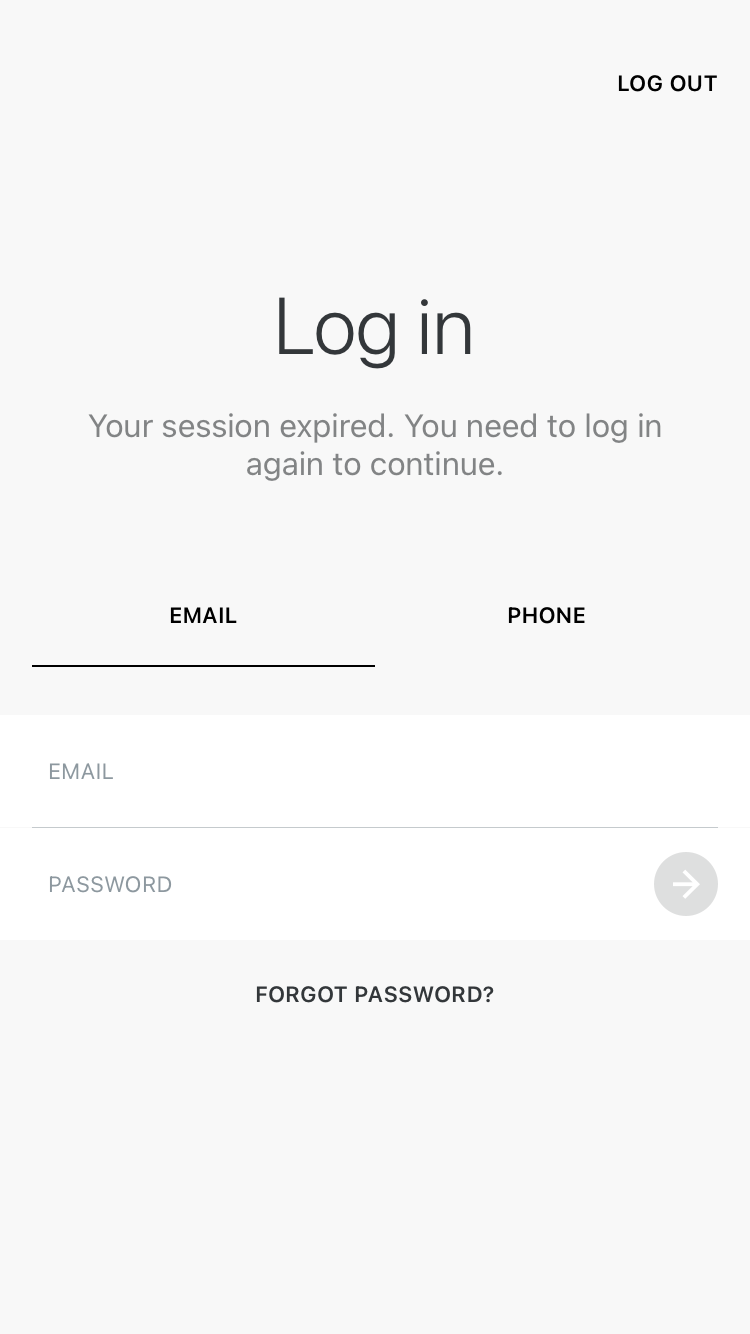 LOG OUT
Log in
Your session expired. You need to log in
again to continue.
EMAIL
PHONE
EMAIL
PASSWORD
FORGOT PASSWORD?